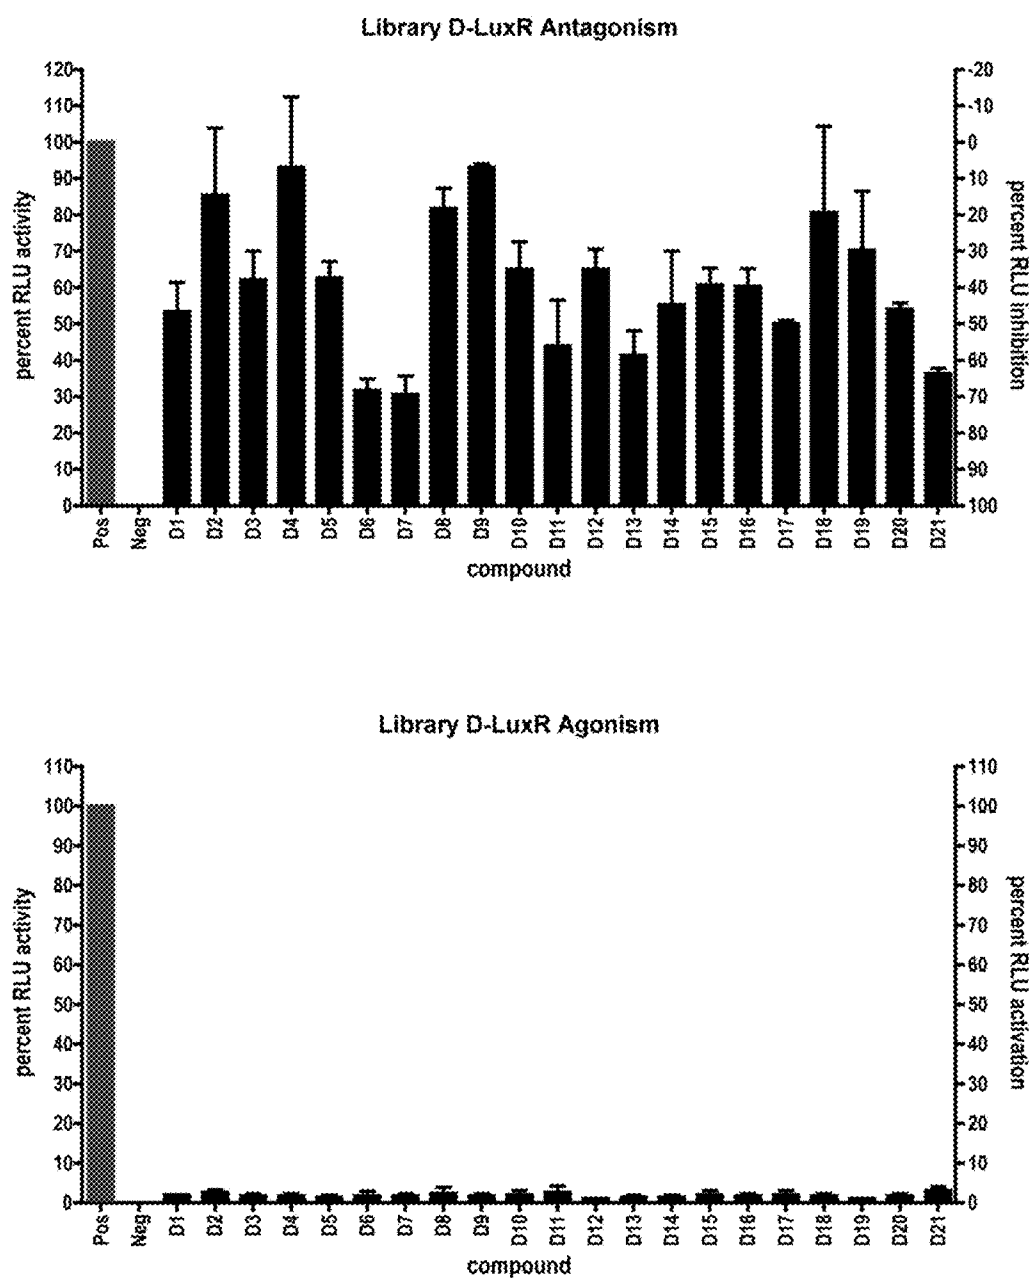 Library D-LuxR Antagonism
120 110 100 90 80 70 60 50 40 30 20 10 0
percent RLU activity
-20 -10 0 10 20 30 40 50 60 70 80 90 100
percent RLU inhibition
Pos Neg D1 D2 D3 D4 D5 D6 D7 D8 D9 D10 D11 D12 D13 D14 D15 D16 D17 D18 D19 D20 D21
compound
Library D-LuxR Agonism
110 100 90 80 70 60 50 40 30 20 10 0
percent RLU activity
110 100 90 80 70 60 50 40 30 20 10 0
percent RLU activation
Pos Neg D1 D2 D3 D4 D5 D6 D7 D8 D9 D10 D11 D12 D13 D14 D15 D16 D17 D18 D19 D20 D21
compound